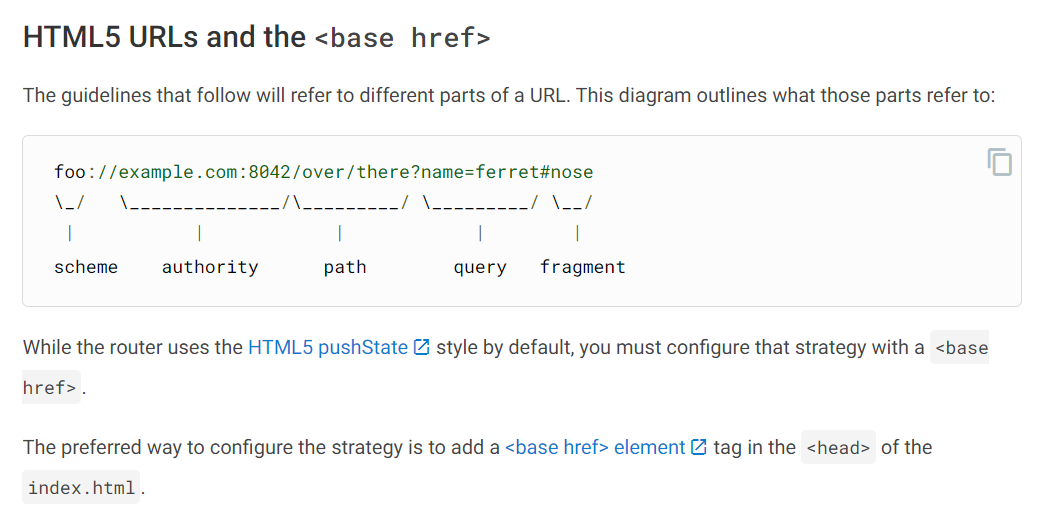 HTML5 URLs and the <base href>
The guidelines that follow will refer to different parts of a URL. This diagram outlines what those parts refer to:
foo://example.com:8042/over/there?name=ferret#nose
\_/   \______________/\_________/ \_________/ \__/
 |           |            |            |        |
scheme    authority      path        query   fragment
While the router uses the HTML5 pushState style by default, you must configure that strategy with a <base
href>.
The preferred way to configure the strategy is to add a <base href> element tag in the <head> of the
index.html.